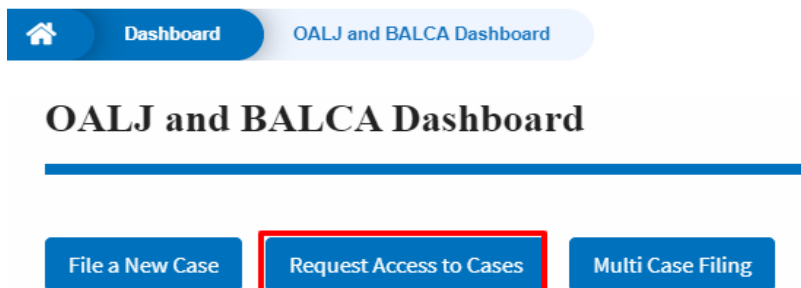 Dashboard OALJ and BALCA Dashboard
OALJ and BALCA Dashboard
File a New Case Request Access to Cases Multi Case Filing